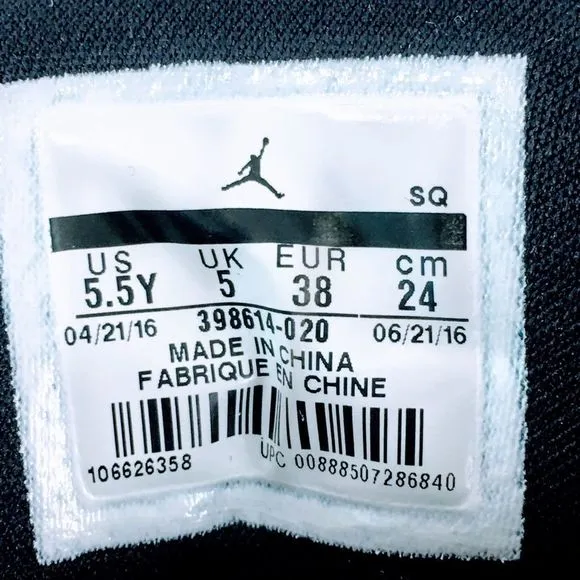 SQ
US UK EUR cm
5.5Y 5 38 24
04/21/16 398614-020 06/21/16
MADE IN CHINA
FABRIQUE EN CHINE
106626358 UPC 00888507286840